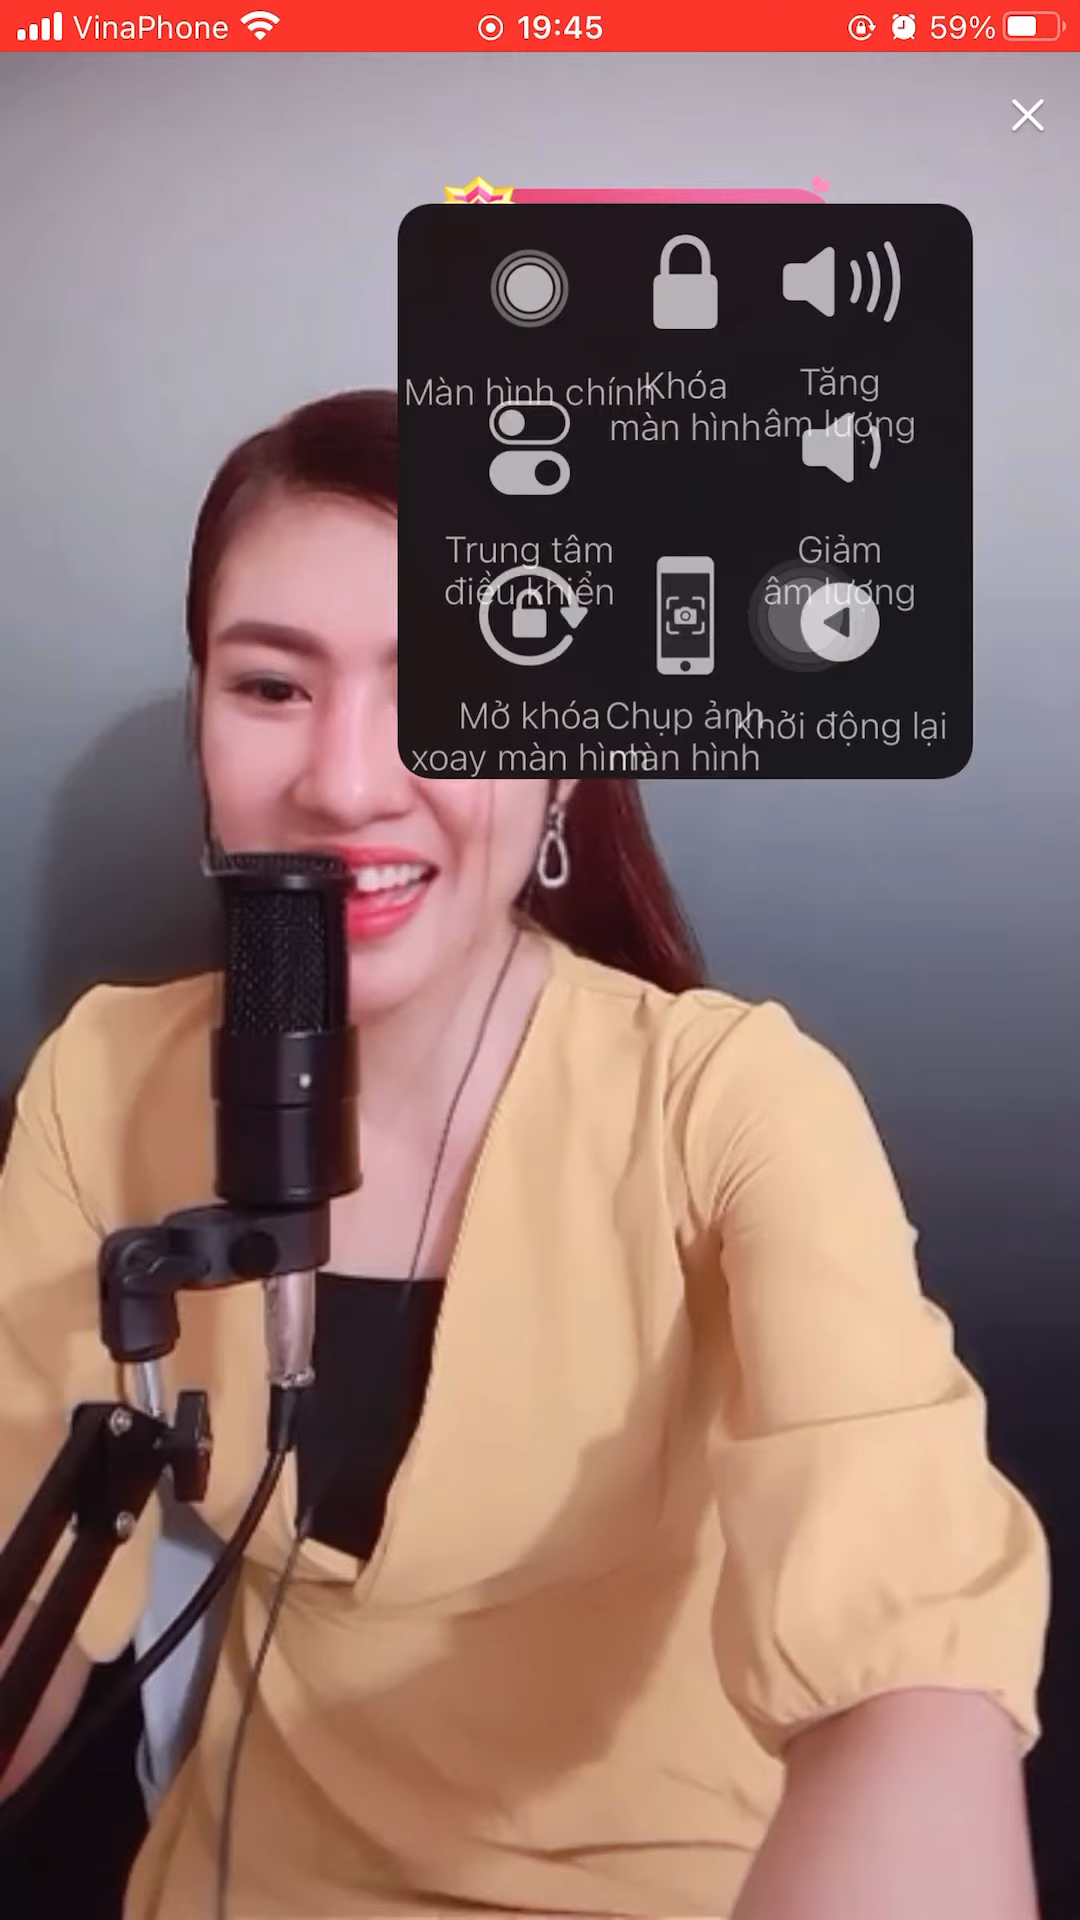 VinaPhone 19:45 59%
Màn hình chính
Khóa
màn hình
Tăng
âm lượng
Trung tâm
điều khiển
Giảm
âm lượng
Mở khóa
xoay màn hình
Chụp ảnh
màn hình
Khởi động lại